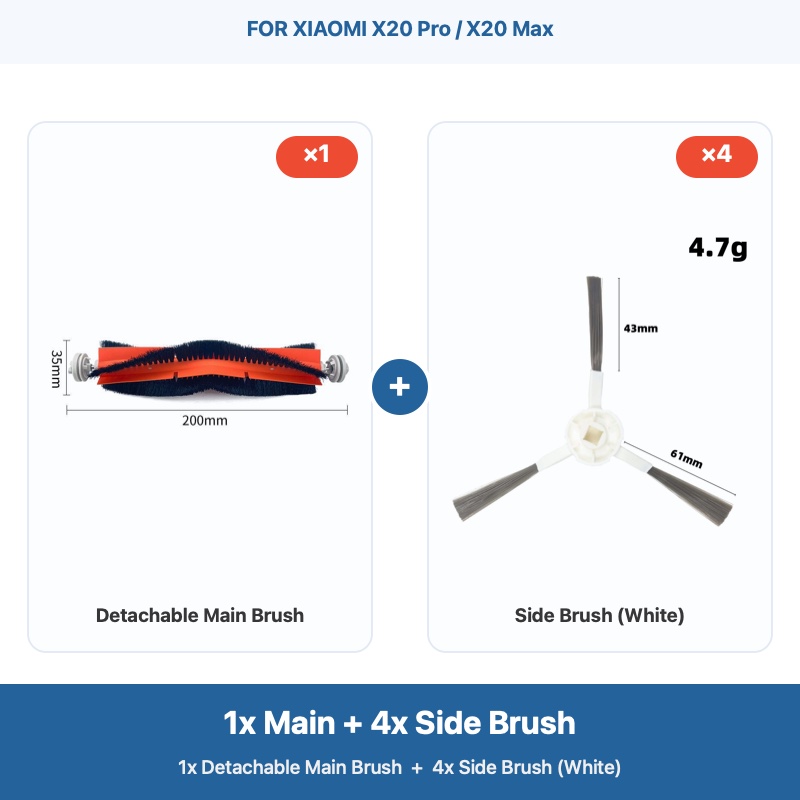 FOR XIAOMI X20 Pro / X20 Max
×1
×4
4.7g
43mm
35mm
+
200mm
61mm
Detachable Main Brush
Side Brush (White)
1x Main + 4x Side Brush
1x Detachable Main Brush + 4x Side Brush (White)